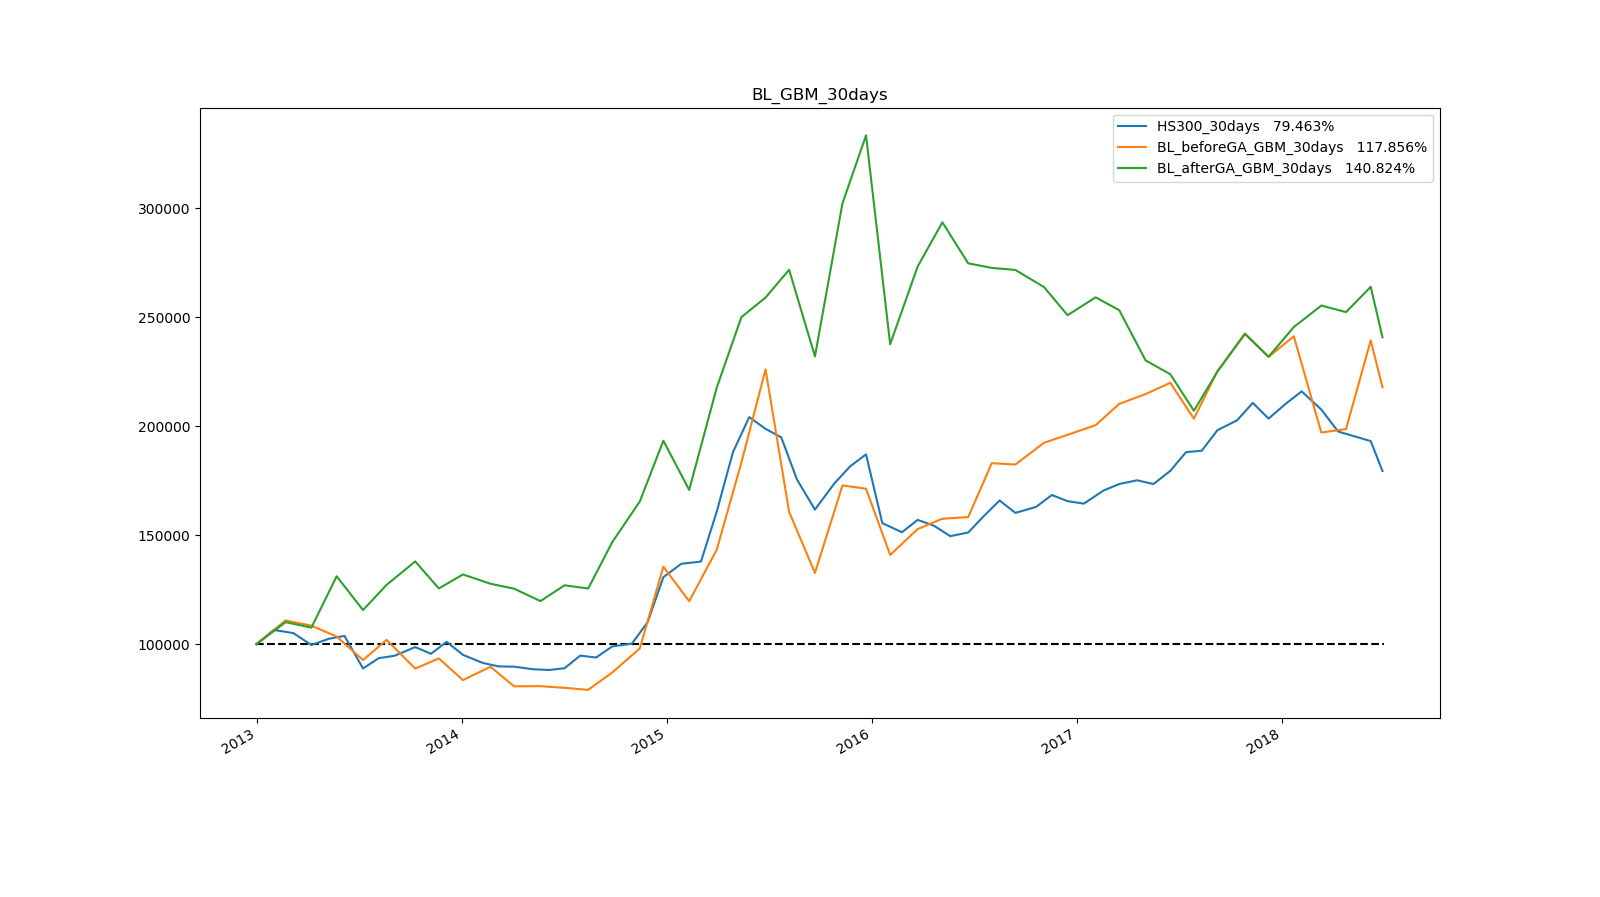 BL_GBM_30days
HS300_30days 79.463%
BL_beforeGA_GBM_30days 117.856%
BL_afterGA_GBM_30days 140.824%
300000
250000
200000
150000
100000
2013
2014
2015
2016
2017
2018